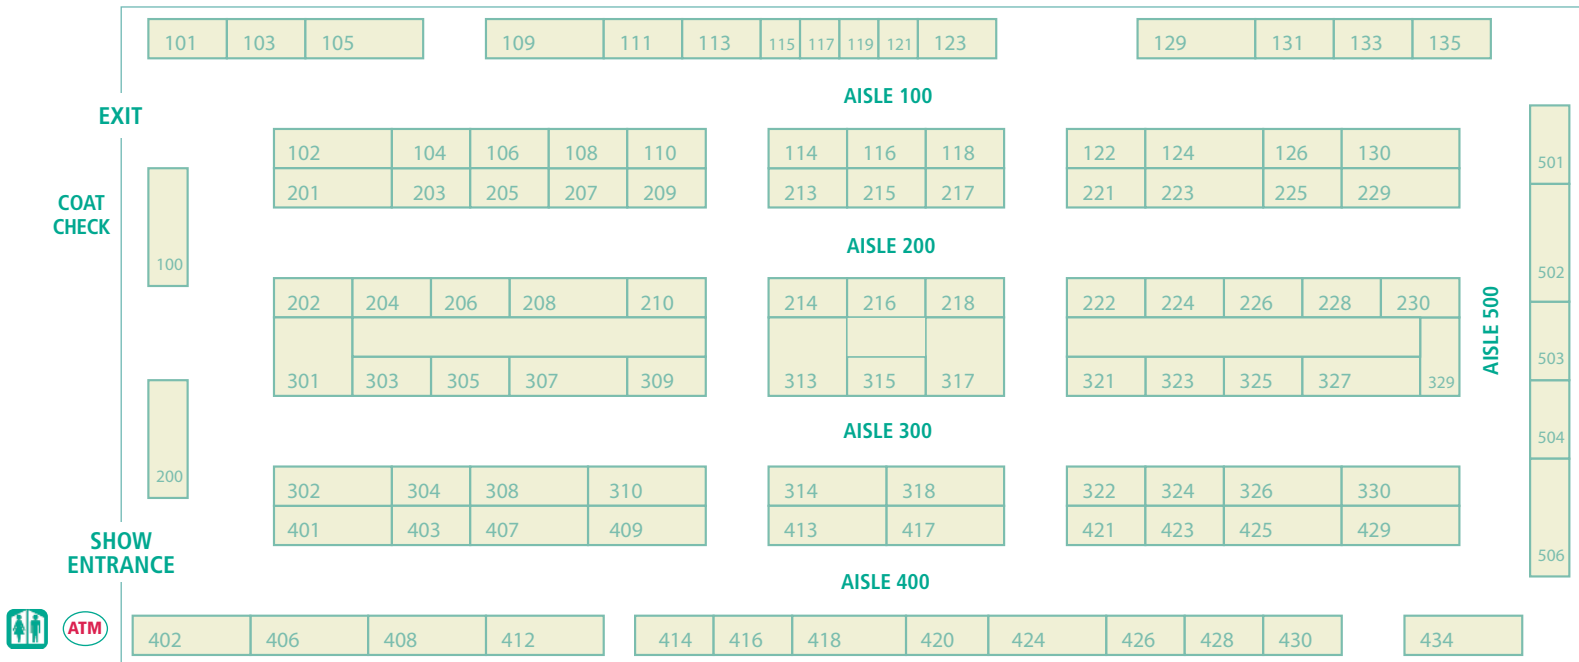 101 103 105 109 111 113 115 117 119 121 123 129 131 133 135
AISLE 100
EXIT
102 104 106 108 110 114 116 118 122 124 126 130
501
201 203 205 207 209 213 215 217 221 223 225 229
COAT
CHECK
AISLE 200
100
502
202 204 206 208 210 214 216 218 222 224 226 228 230
AISLE 500
503
301 303 305 307 309 313 315 317 321 323 325 327 329
AISLE 300
504
200
302 304 308 310 314 318 322 324 326 330
401 403 407 409 413 417 421 423 425 429
SHOW
ENTRANCE
506
AISLE 400
ATM
402 406 408 412 414 416 418 420 424 426 428 430 434